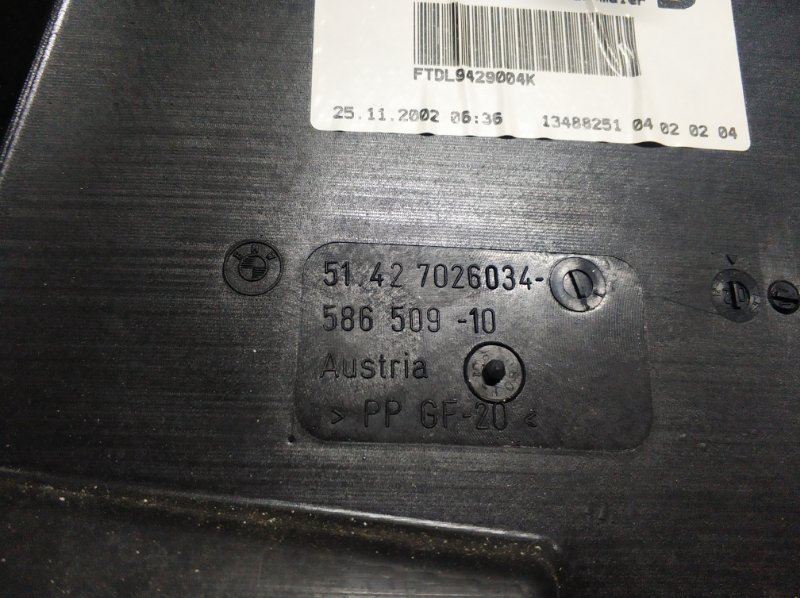 FTDL9429004K
25.11.2002 06:36 13488251 04 02 02 04
BMW
51.42 7026034-
586 509 -10
Austria
> PP GF-20 <